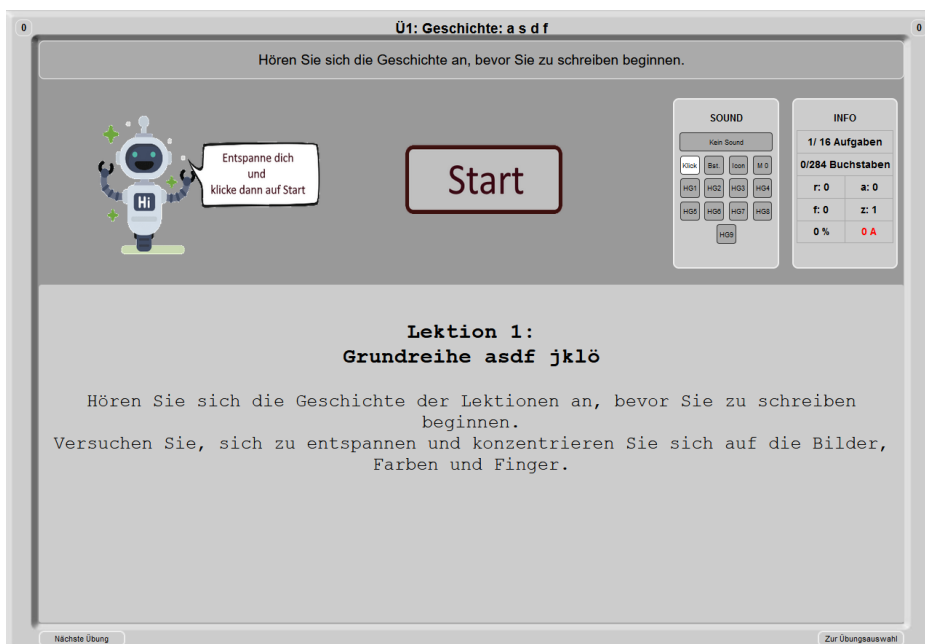 0
Ü1: Geschichte: a s d f
0
Hören Sie sich die Geschichte an, bevor Sie zu schreiben beginnen.
Hi
Entspanne dich
und
klicke dann auf Start
Start
SOUND
Kein Sound
Klick Bat. Icon M 0
HG1 HG2 HG3 HG4
HG5 HG6 HG7 HG8
HG9
INFO
1/ 16 Aufgaben
0/284 Buchstaben
r: 0 a: 0
f: 0 z: 1
0 % 0 A
Lektion 1:
Grundreihe asdf jklö
Hören Sie sich die Geschichte der Lektionen an, bevor Sie zu schreiben
beginnen.
Versuchen Sie, sich zu entspannen und konzentrieren Sie sich auf die Bilder,
Farben und Finger.
Nächste Übung
Zur Übungsauswahl